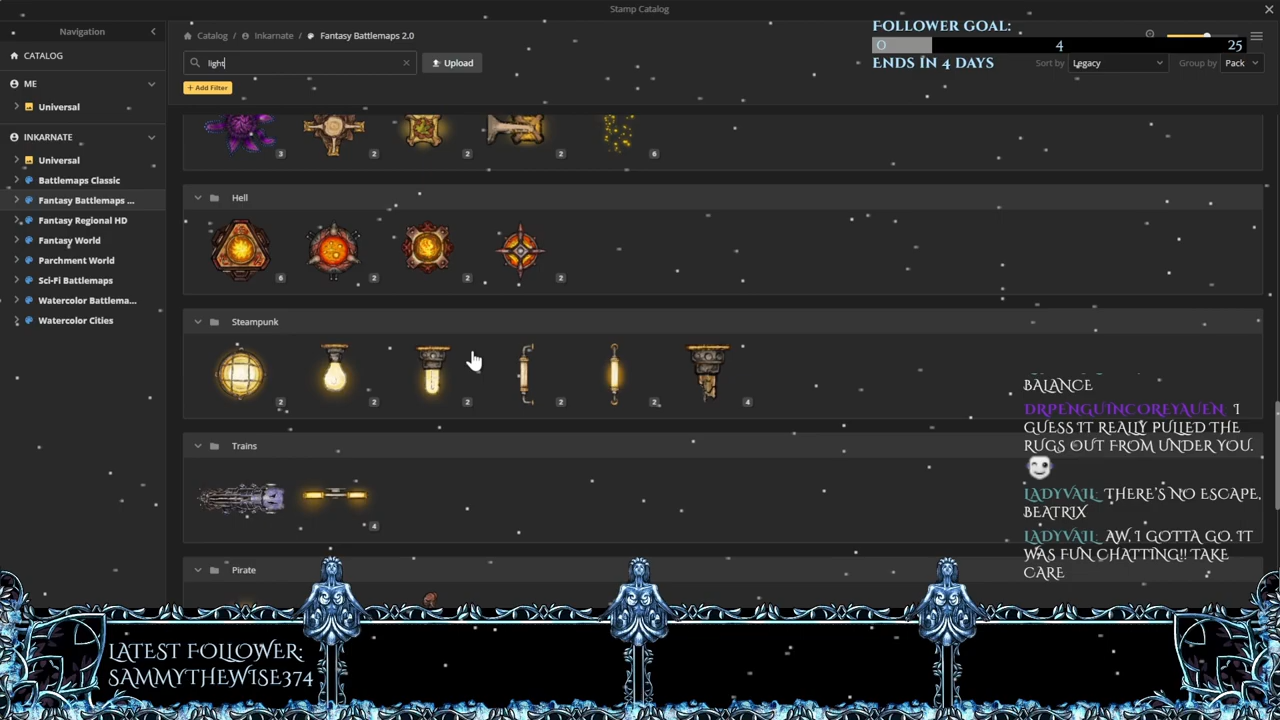 Stamp Catalog
Navigation
CATALOG
ME
Universal
INKARNATE
Universal
Battlemaps Classic
Fantasy Battlemaps ...
Fantasy Regional HD
Fantasy World
Parchment World
Sci-Fi Battlemaps
Watercolor Battlema...
Watercolor Cities
Catalog / Inkarnate / Fantasy Battlemaps 2.0
light
Upload
+ Add Filter
FOLLOWER GOAL:
0 4 25
ENDS IN 4 DAYS
Sort by Legacy
Group by Pack
3 2 2 2 6
Hell
6 2 2 2
Steampunk
2 2 2 2 2 4
Trains
4
Pirate
BALANCE
DRPENGUINCOREYAUEN: I
GUESS IT REALLY PULLED THE
RUGS OUT FROM UNDER YOU.
LADYVAIL: THERE'S NO ESCAPE,
BEATRIX
LADYVAIL: AW, I GOTTA GO. IT
WAS FUN CHATTING!! TAKE
CARE
LATEST FOLLOWER:
SAMMYTHEWISE374